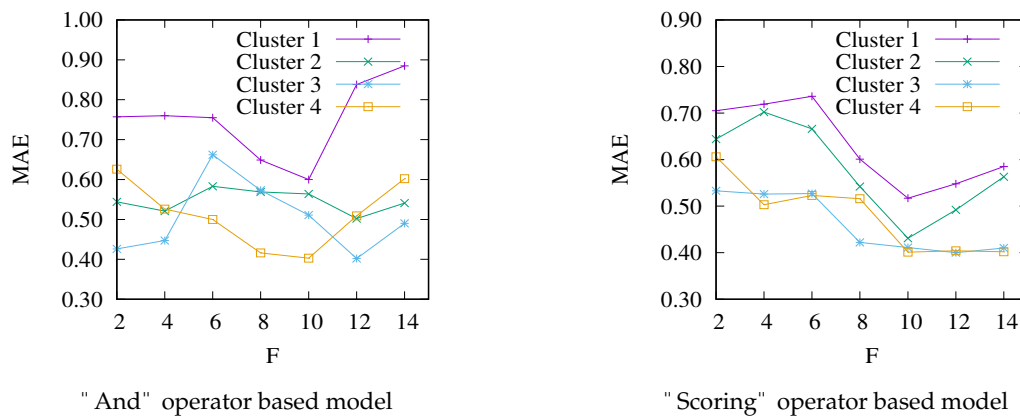 1.00
0.90
0.80
0.70
0.60
0.50
0.40
0.30
MAE
Cluster 1
Cluster 2
Cluster 3
Cluster 4
2 4 6 8 10 12 14
F
"And" operator based model
0.90
0.80
0.70
0.60
0.50
0.40
0.30
MAE
Cluster 1
Cluster 2
Cluster 3
Cluster 4
2 4 6 8 10 12 14
F
"Scoring" operator based model